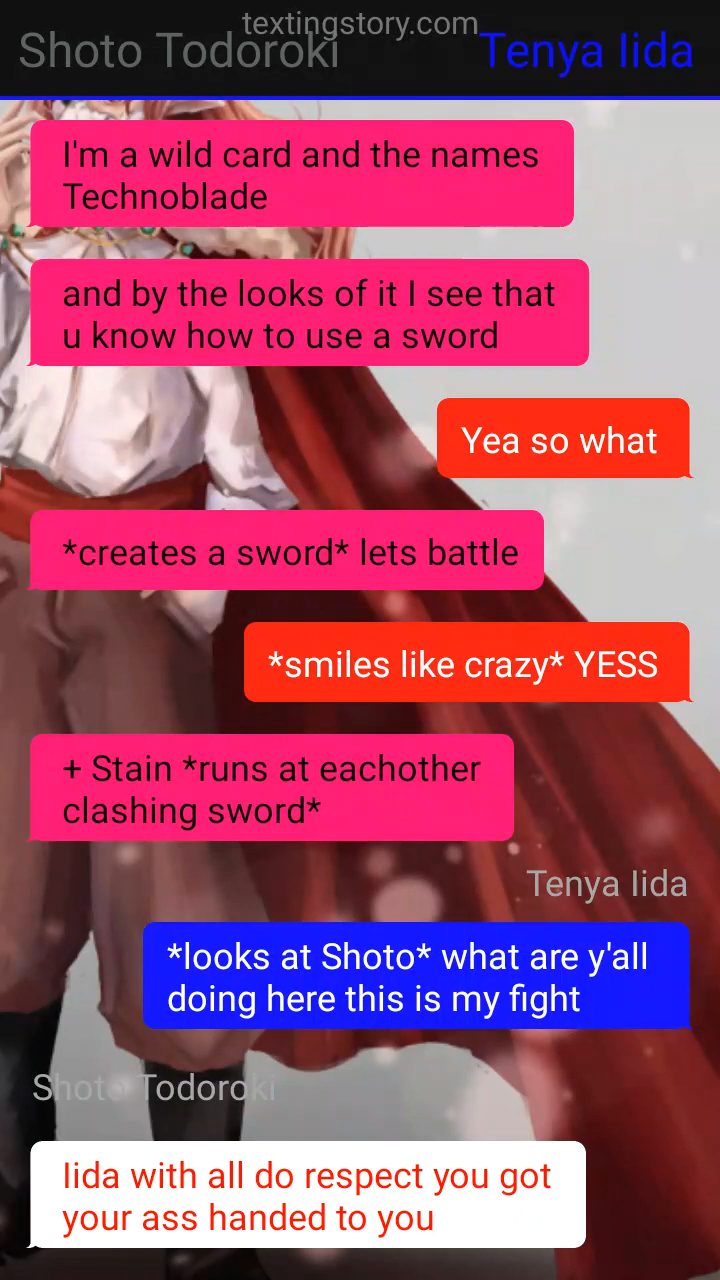 textingstory.com
Shoto Todoroki
Tenya Iida
I'm a wild card and the names
Technoblade
and by the looks of it I see that
u know how to use a sword
Yea so what
*creates a sword* lets battle
*smiles like crazy* YESS
+ Stain *runs at eachother
clashing sword*
Tenya Iida
*looks at Shoto* what are y'all
doing here this is my fight
Shoto Todoroki
Iida with all do respect you got
your ass handed to you